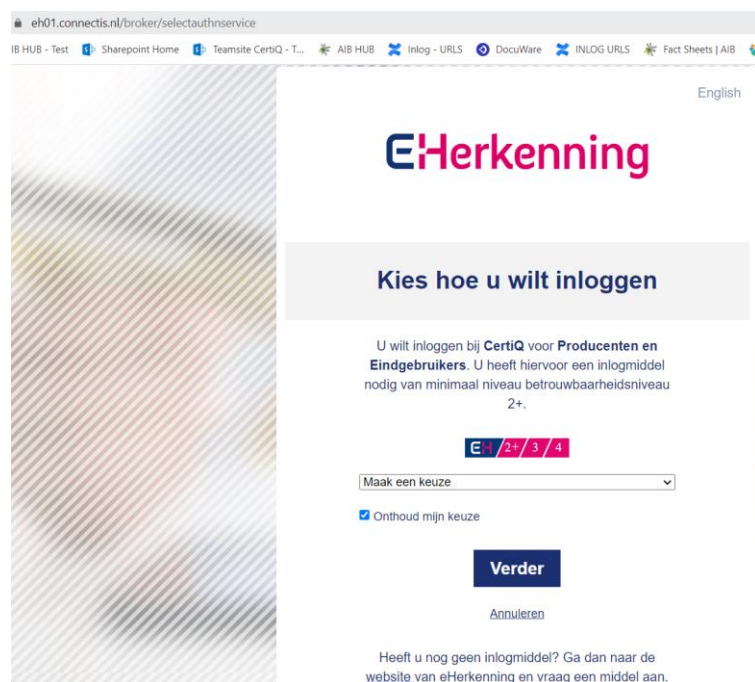 eh01.connectis.nl/broker/selectauthnservice
IB HUB - Test Sharepoint Home Teamsite CertiQ - T... AIB HUB Inlog - URLS DocuWare INLOG URLS Fact Sheets | AIB
English
EHerkenning
Kies hoe u wilt inloggen
U wilt inloggen bij CertiQ voor Producenten en
Eindgebruikers. U heeft hiervoor een inlogmiddel
nodig van minimaal niveau betrouwbaarheidsniveau
2+.
EH 2+ 3 4
Maak een keuze
Onthoud mijn keuze
Verder
Annuleren
Heeft u nog geen inlogmiddel? Ga dan naar de
website van eHerkenning en vraag een middel aan.